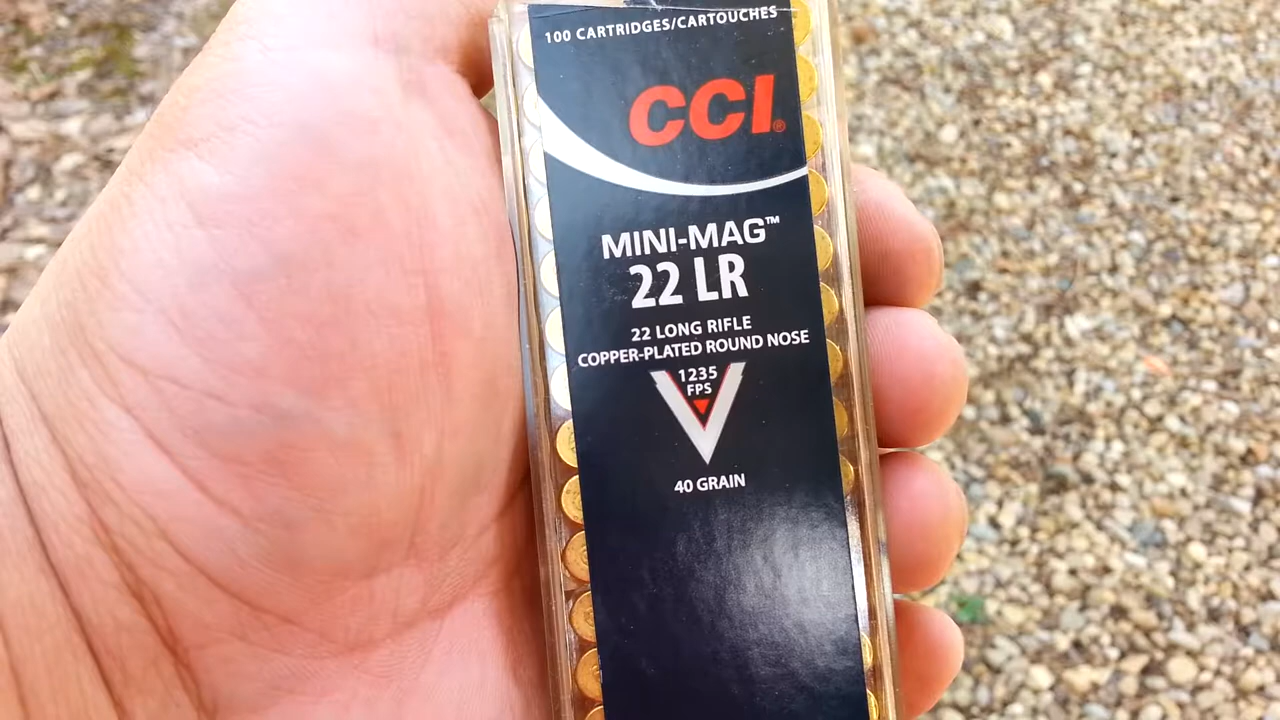 100 CARTRIDGES/CARTOUCHES
CCI®
MINI-MAG™
22 LR
22 LONG RIFLE
COPPER-PLATED ROUND NOSE
1235
FPS
40 GRAIN